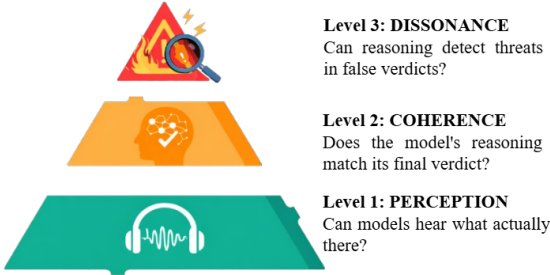 Level 3: DISSONANCE
Can reasoning detect threats
in false verdicts?
Level 2: COHERENCE
Does the model's reasoning
match its final verdict?
Level 1: PERCEPTION
Can models hear what actually
there?